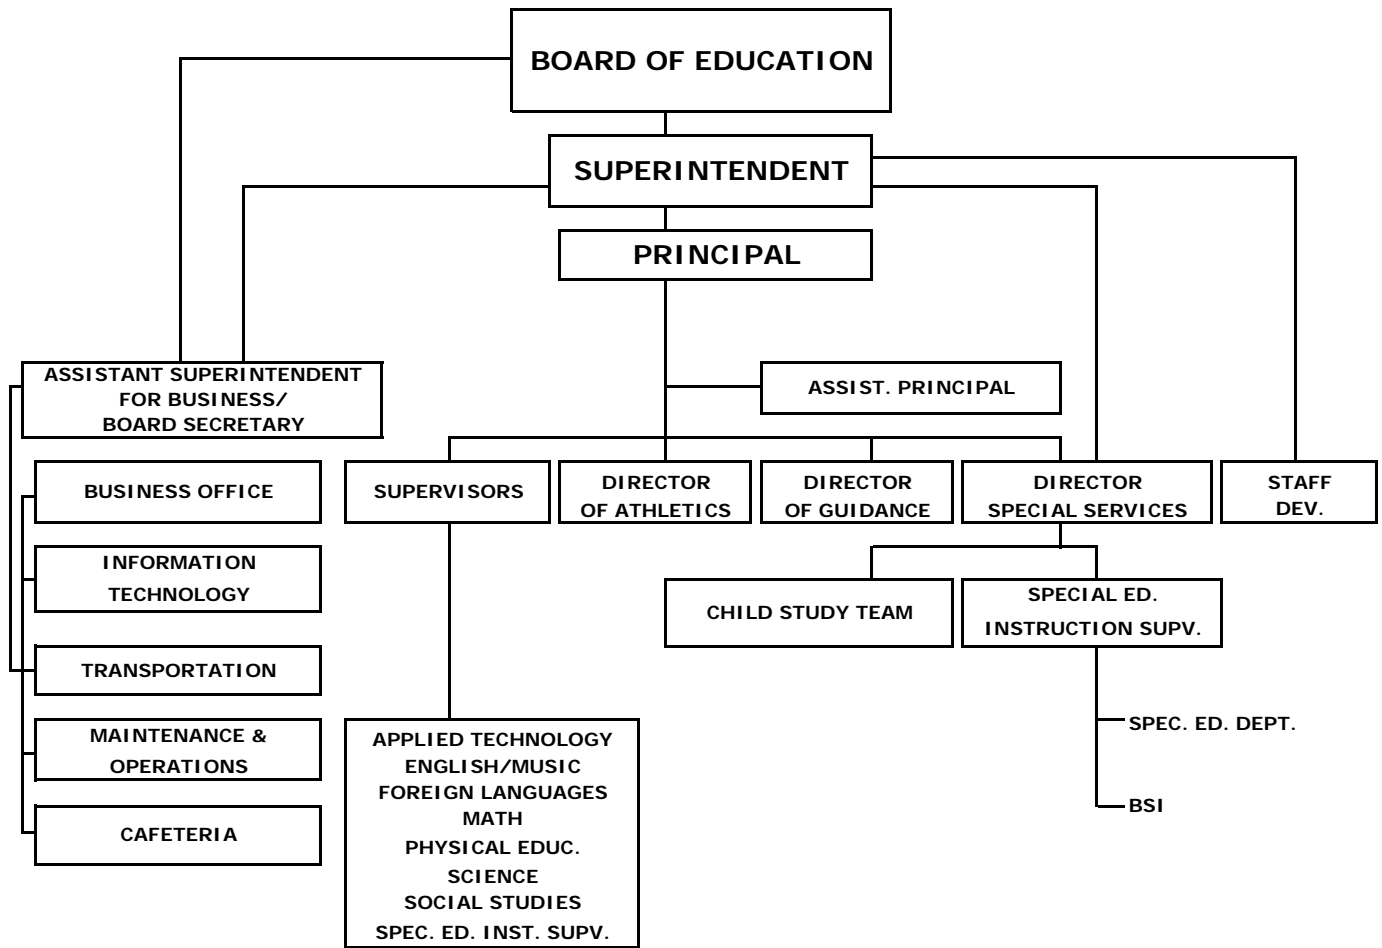 BOARD OF EDUCATION
SUPERINTENDENT
PRINCIPAL
ASSISTANT SUPERINTENDENT
FOR BUSINESS/
BOARD SECRETARY
ASSIST. PRINCIPAL
BUSINESS OFFICE
SUPERVISORS
DIRECTOR
OF ATHLETICS
DIRECTOR
OF GUIDANCE
DIRECTOR
SPECIAL SERVICES
STAFF
DEV.
INFORMATION
TECHNOLOGY
CHILD STUDY TEAM
SPECIAL ED.
INSTRUCTION SUPV.
TRANSPORTATION
MAINTENANCE &
OPERATIONS
CAFETERIA
APPLIED TECHNOLOGY
ENGLISH/MUSIC
FOREIGN LANGUAGES
MATH
PHYSICAL EDUC.
SCIENCE
SOCIAL STUDIES
SPEC. ED. INST. SUPV.
SPEC. ED. DEPT.
BSI